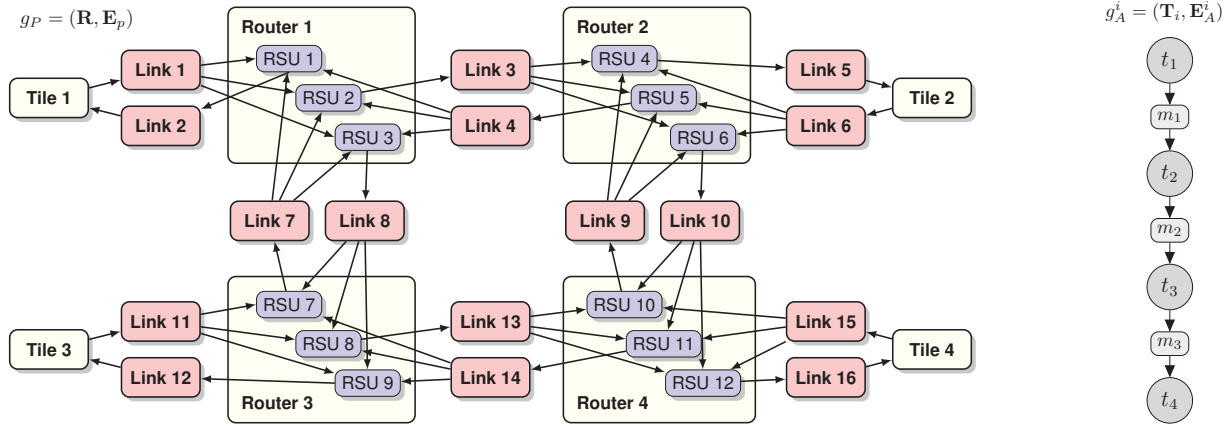 g_P = (R, E_p)
g_A^i = (T_i, E_A^i)
Router 1
Router 2
RSU 1
RSU 4
t_1
Link 1
Link 3
Link 5
Tile 1
RSU 2
RSU 5
Tile 2
m_1
Link 2
Link 4
Link 6
RSU 3
RSU 6
t_2
Link 7
Link 8
Link 9
Link 10
m_2
t_3
RSU 7
RSU 10
Link 11
Link 13
Link 15
Tile 3
RSU 8
RSU 11
Tile 4
m_3
Link 12
RSU 9
Link 14
RSU 12
Link 16
Router 3
Router 4
t_4